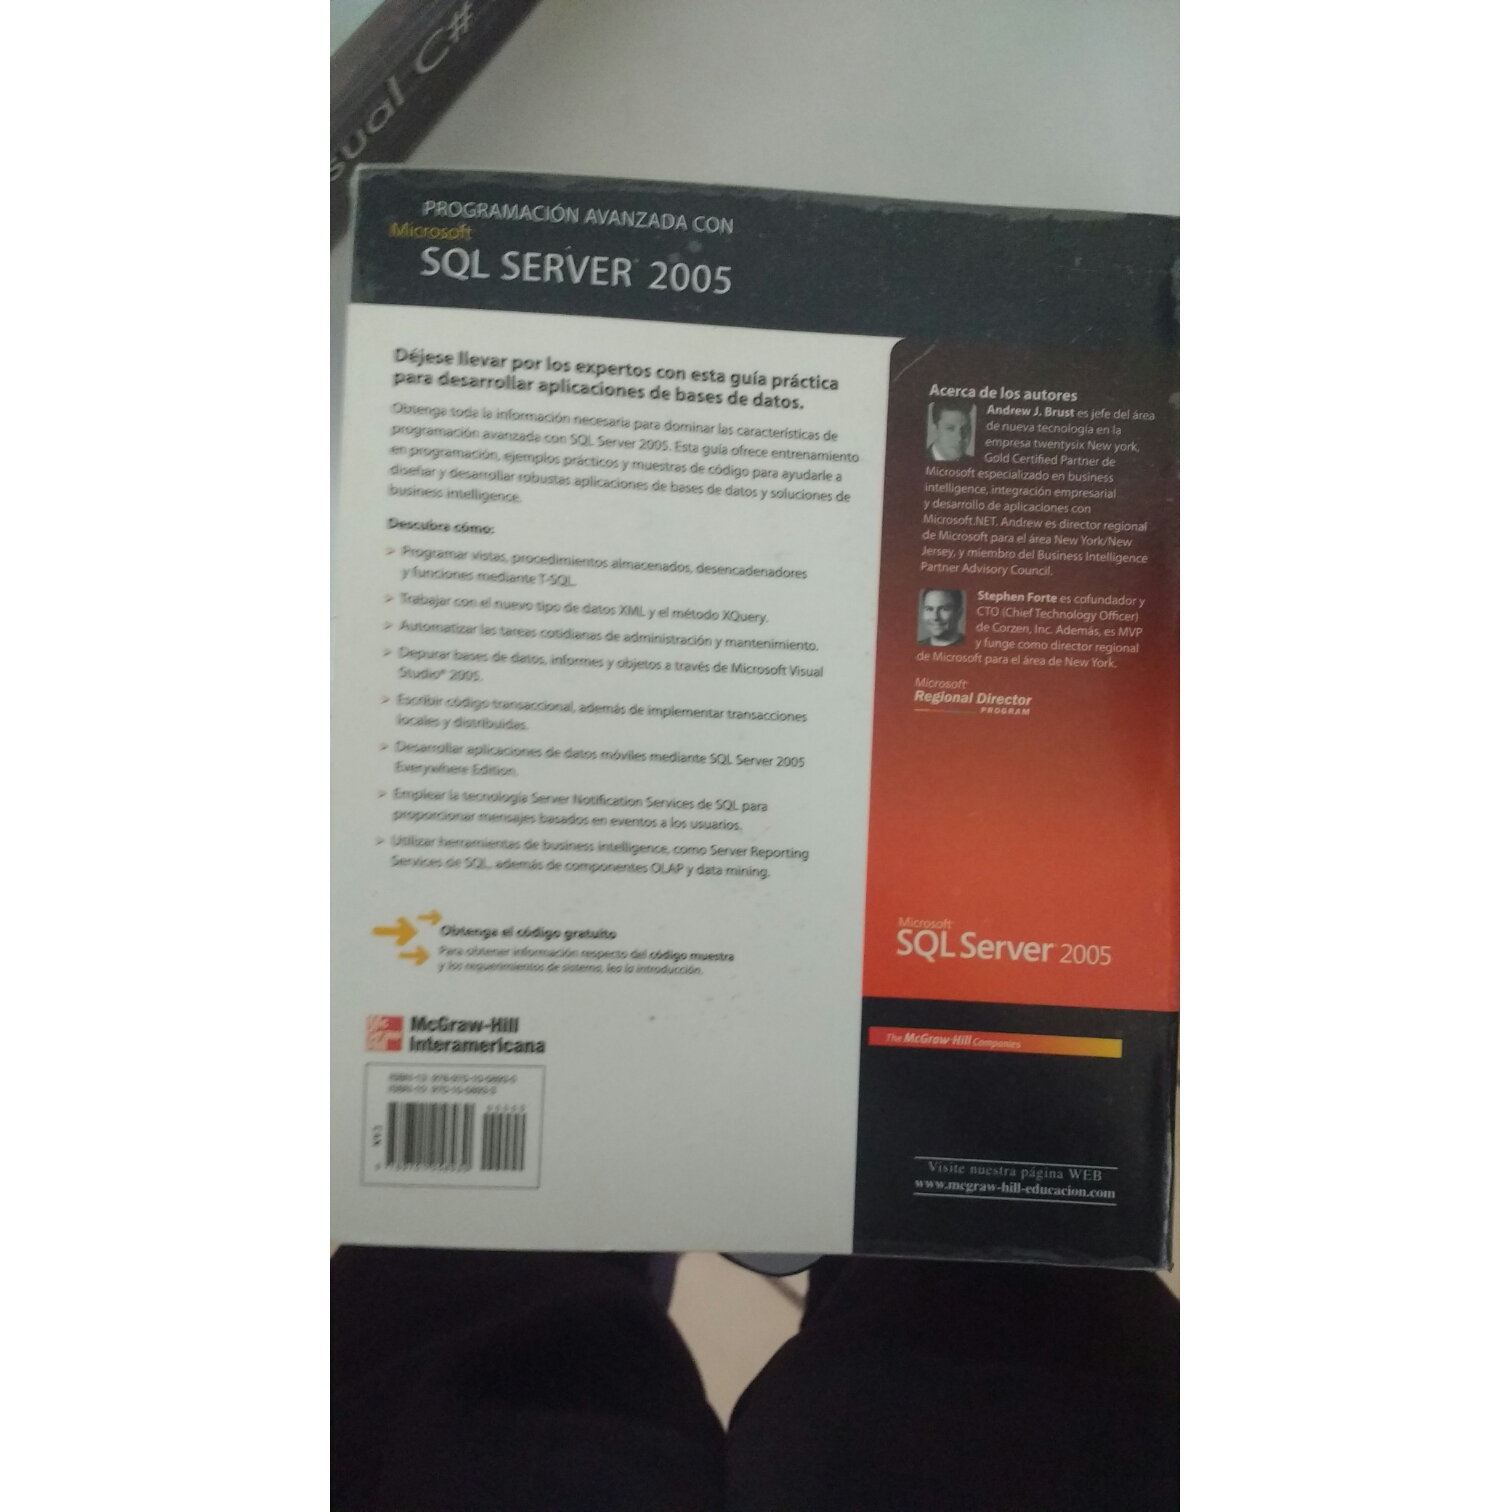 sual C#
PROGRAMACIÓN AVANZADA CON
Microsoft
SQL SERVER 2005
Déjese llevar por los expertos con esta guía práctica
para desarrollar aplicaciones de bases de datos.
Obtenga toda la información necesaria para dominar las características de
programación avanzada con SQL Server 2005. Esta guía ofrece entrenamiento
en programación, ejemplos prácticos y muestras de código para ayudarle a
diseñar y desarrollar robustas aplicaciones de bases de datos y soluciones de
business intelligence.
Descubra cómo:
> Programar vistas, procedimientos almacenados, desencadenadores
y funciones mediante T-SQL.
> Trabajar con el nuevo tipo de datos XML y el método XQuery.
> Automatizar las tareas cotidianas de administración y mantenimiento.
> Depurar bases de datos, informes y objetos a través de Microsoft Visual
Studio® 2005.
> Escribir código transaccional, además de implementar transacciones
locales y distribuidas.
> Desarrollar aplicaciones de datos móviles mediante SQL Server 2005
Everywhere Edition.
> Emplear la tecnología Server Notification Services de SQL para
proporcionar mensajes basados en eventos a los usuarios.
> Utilizar herramientas de business intelligence, como Server Reporting
Services de SQL, además de componentes OLAP y data mining.
Obtenga el código gratuito
Para obtener información respecto del código muestra
y los requerimientos de sistema, lea la introducción.
McGraw-Hill
Interamericana
Acerca de los autores
Andrew J. Brust es jefe del área
de nueva tecnología en la
empresa twentysix New york,
Gold Certified Partner de
Microsoft especializado en business
intelligence, integración empresarial
y desarrollo de aplicaciones con
Microsoft.NET. Andrew es director regional
de Microsoft para el área New York/New
Jersey, y miembro del Business Intelligence
Partner Advisory Council.
Stephen Forte es cofundador y
CTO (Chief Technology Officer)
de Corzen, Inc. Además, es MVP
y funge como director regional
de Microsoft para el área de New York.
Microsoft
Regional Director
PROGRAM
Microsoft
SQL Server 2005
The McGraw-Hill Companies
Visite nuestra página WEB
www.mcgraw-hill-educacion.com